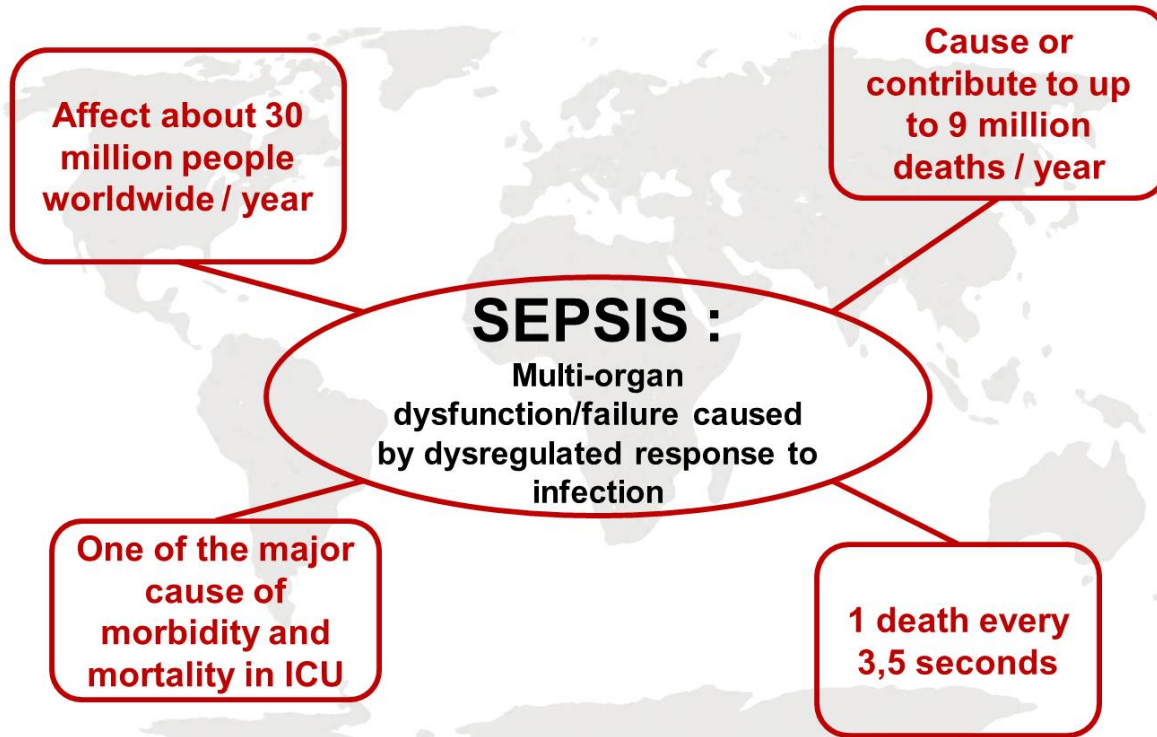 Affect about 30
million people
worldwide / year
Cause or
contribute to up
to 9 million
deaths / year
SEPSIS :
Multi-organ
dysfunction/failure caused
by dysregulated response to
infection
One of the major
cause of
morbidity and
mortality in ICU
1 death every
3,5 seconds